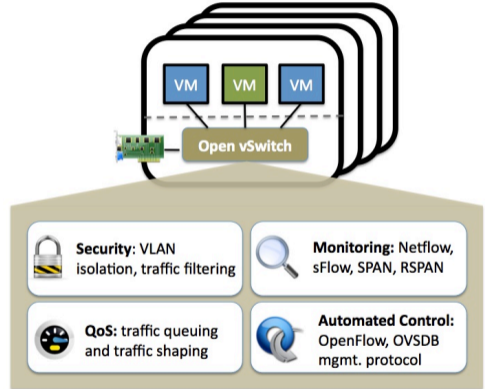 VM VM VM
Open vSwitch
Security: VLAN
isolation, traffic filtering
Monitoring: Netflow,
sFlow, SPAN, RSPAN
QoS: traffic queuing
and traffic shaping
Automated Control:
OpenFlow, OVSDB
mgmt. protocol